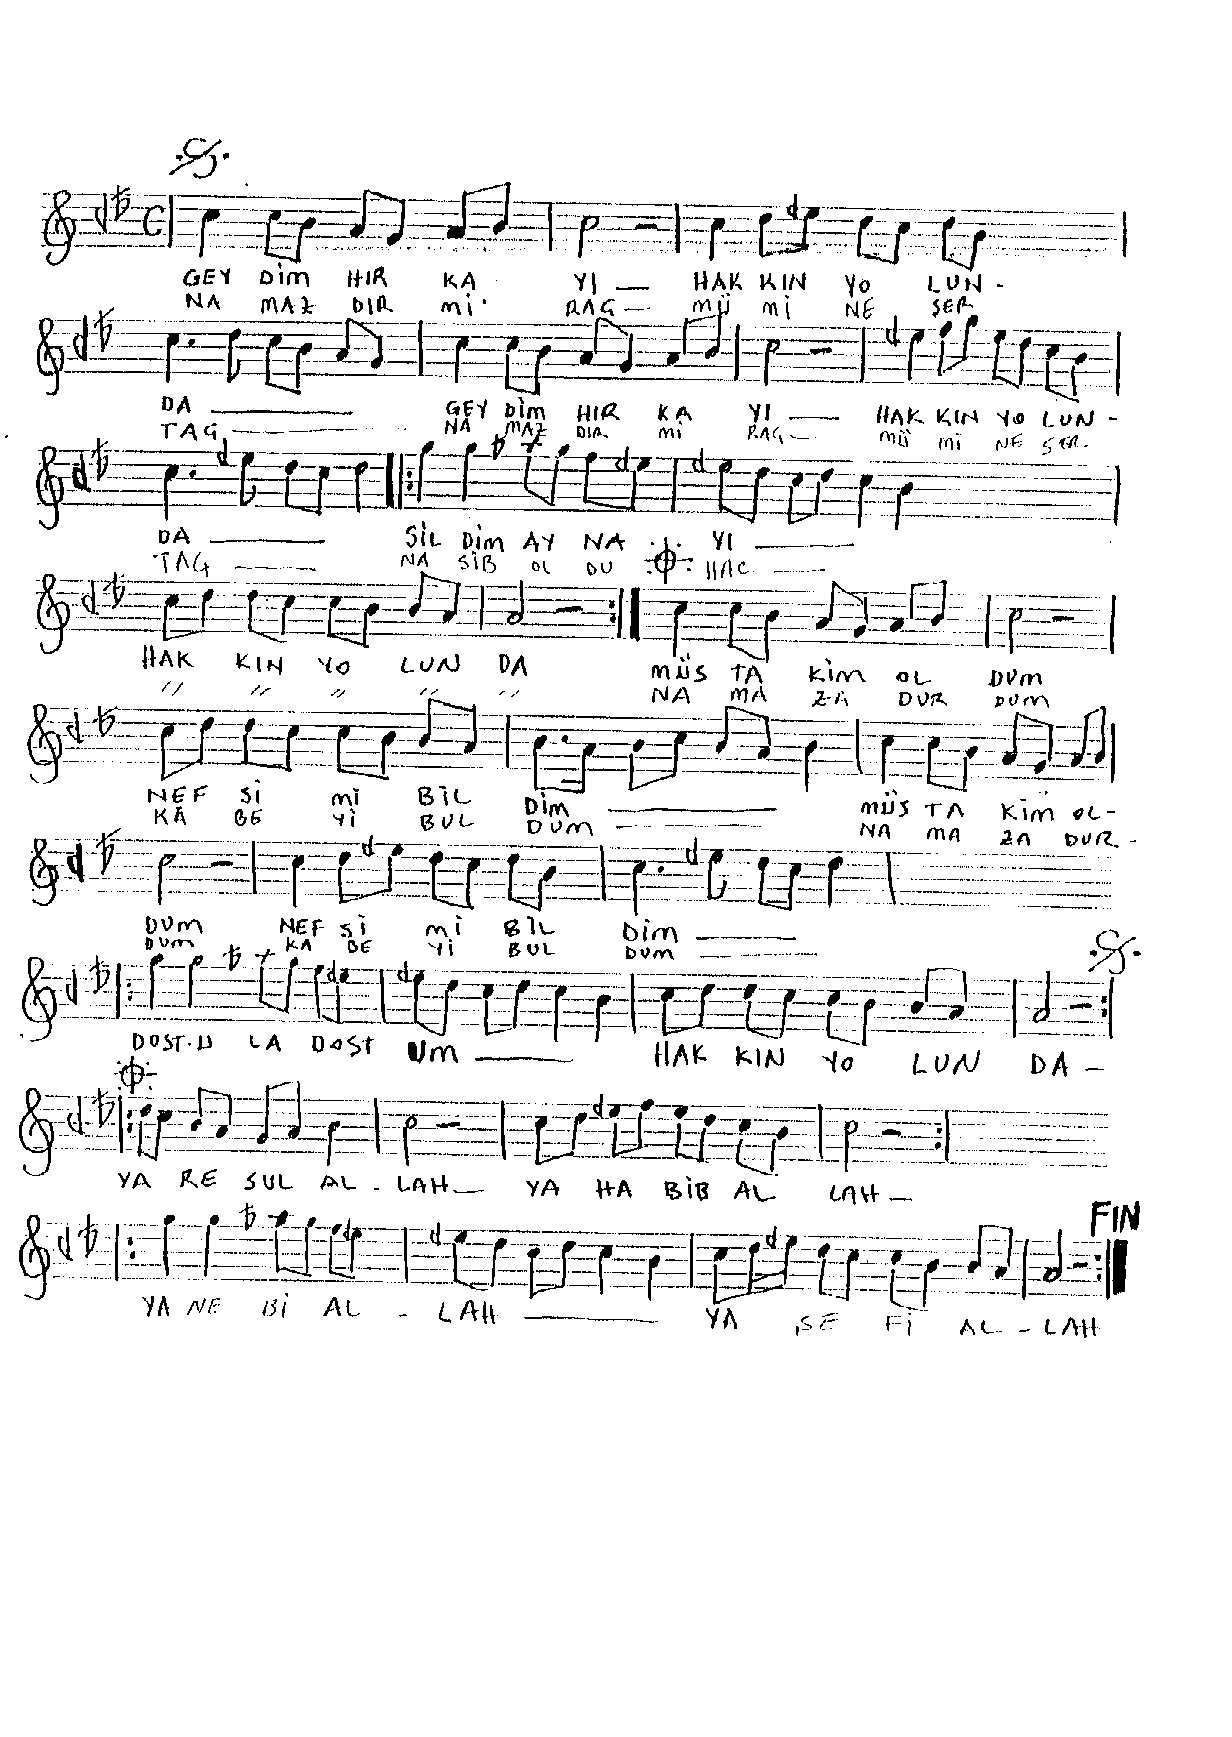 GEY DİM HIR KA YI — HAK KIN YO LUN -
NA MAZ DIR Mİ' RAG — MÜ Mİ NE SER
DA ——— GEY DİM HIR KA YI — HAK KIN YO LUN -
TAG ——— NA MAZ DIR Mİ RAG — MÜ Mİ NE SER.
DA ——— SİL DİM AY NA YI ———
TAG ——— NA SİB OL DU HAC ———
HAK KIN YO LUN DA MÜS TA KİM OL DUM
" " " " " NA MA ZA DUR DUM
NEF Sİ Mİ BİL DİM ——— MÜS TA KİM OL-
KÂ BE Yİ BUL DUM ——— NA MA ZA DUR. -
DUM NEF Sİ Mİ BİL DİM ———
DUM KA BE Yİ BUL DUM ———
DOST.U LA DOST UM ——— HAK KIN YO LUN DA —
YA RE SUL AL - LAH — YA HA BİB AL LAH —
FIN
YA NE Bİ AL - LAH ——— YA ŞE Fİ AL - LAH